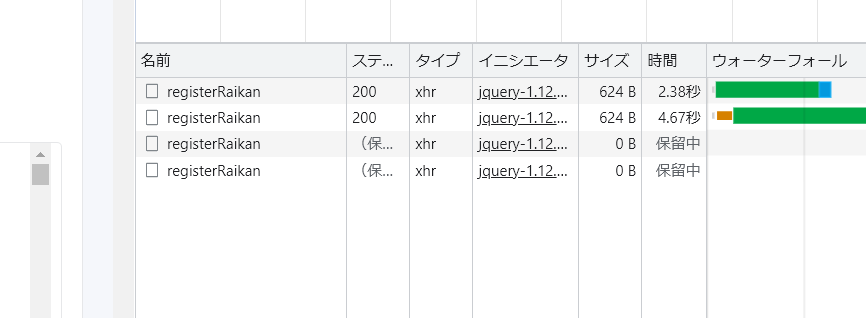 名前 ステ... タイプ イニシエータ サイズ 時間 ウォーターフォール
registerRaikan 200 xhr jquery-1.12.... 624 B 2.38秒
registerRaikan 200 xhr jquery-1.12.... 624 B 4.67秒
registerRaikan （保... xhr jquery-1.12.... 0 B 保留中
registerRaikan （保... xhr jquery-1.12.... 0 B 保留中